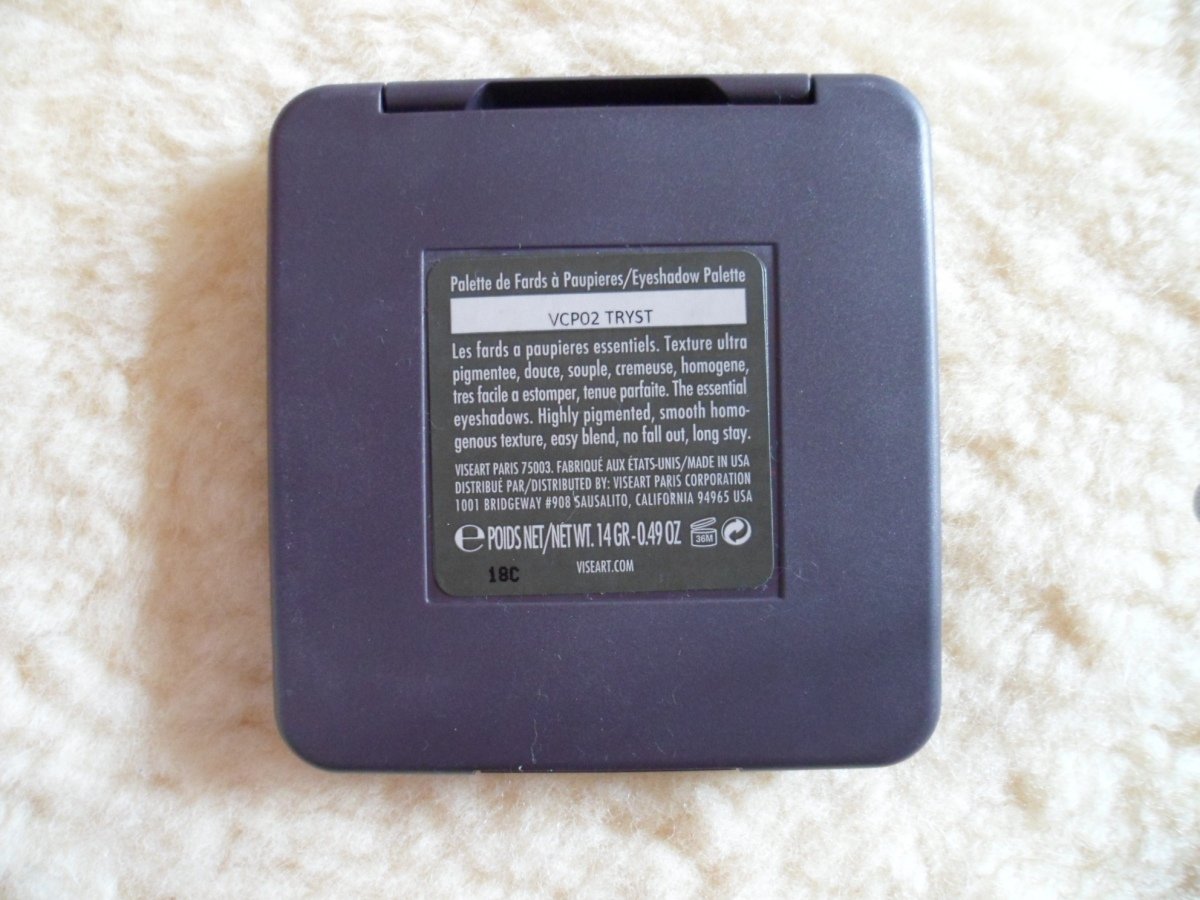 Palette de Fards à Paupieres/Eyeshadow Palette
VCP02 TRYST
Les fards a paupieres essentiels. Texture ultra
pigmentee, douce, souple, cremeuse, homogene,
tres facile a estomper, tenue parfaite. The essential
eyeshadows. Highly pigmented, smooth homo-
genous texture, easy blend, no fall out, long stay.
VISEART PARIS 75003. FABRIQUÉ AUX ÉTATS-UNIS/MADE IN USA
DISTRIBUÉ PAR/DISTRIBUTED BY: VISEART PARIS CORPORATION
1001 BRIDGEWAY #908 SAUSALITO, CALIFORNIA 94965 USA
e POIDS NET/NET WT. 14 GR-0.49 OZ 36M
VISEART.COM
18C